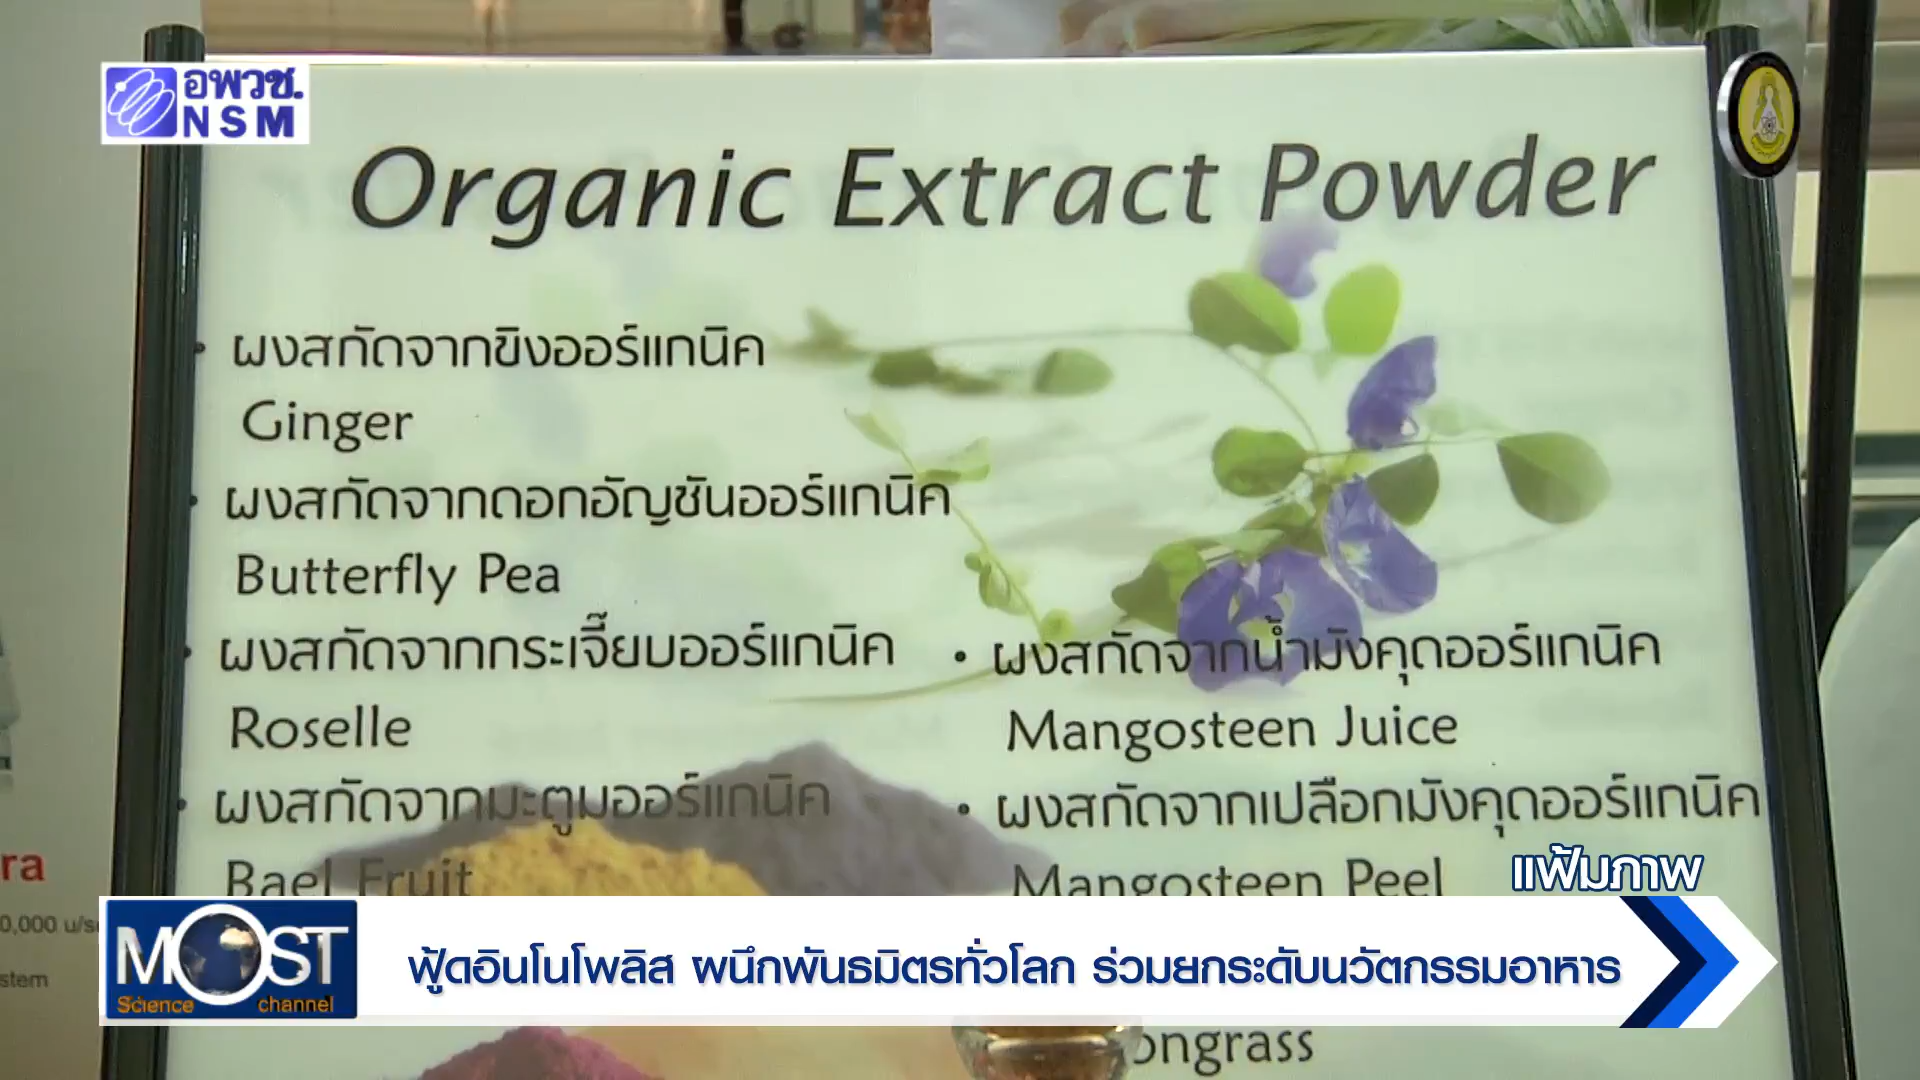 อพวช.
NSM
Organic Extract Powder
• ผงสกัดจากขิงออร์แกนิค
Ginger
• ผงสกัดจากดอกอัญชันออร์แกนิค
Butterfly Pea
• ผงสกัดจากกระเจี๊ยบออร์แกนิค
Roselle
• ผงสกัดจากมะตูมออร์แกนิค
Bael Fruit
• ผงสกัดจากน้ำมังคุดออร์แกนิค
Mangosteen Juice
• ผงสกัดจากเปลือกมังคุดออร์แกนิค
Mangosteen Peel
ongrass
ra
0,000 u/s
stem
แฟ้มภาพ
MOST
Science channel
ฟู้ดอินโนโพลิส ผนึกพันธมิตรทั่วโลก ร่วมยกระดับนวัตกรรมอาหาร